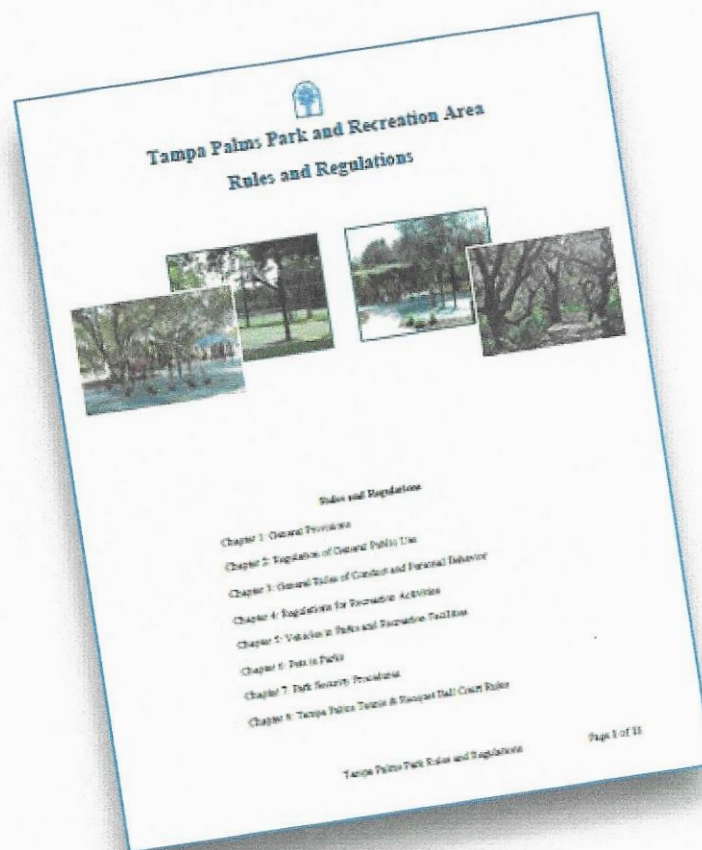 Tampa Palms Park and Recreation Area
Rules and Regulations
Rules and Regulations
Chapter 1: General Provisions
Chapter 2: Regulation of General Public Use
Chapter 3: General Rules of Conduct and Personal Behavior
Chapter 4: Regulations for Recreation Activities
Chapter 5: Vehicles in Parks and Recreation Facilities
Chapter 6: Pets in Parks
Chapter 7: Park Security Procedures
Chapter 8: Tampa Palms Tennis & Racquet Ball Court Rules
Tampa Palms Park Rules and Regulations
Page 1 of